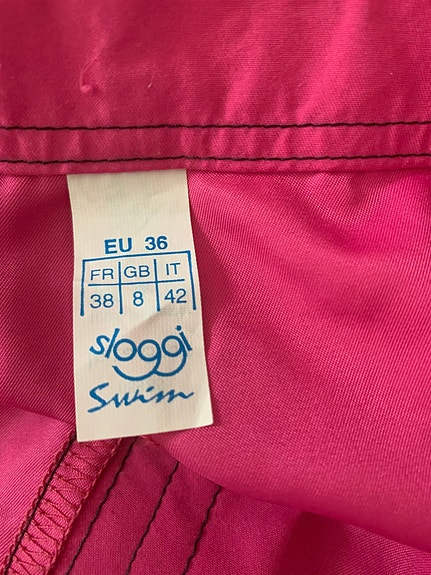 EU 36
FR GB IT
38 8 42
sloggi
Swim